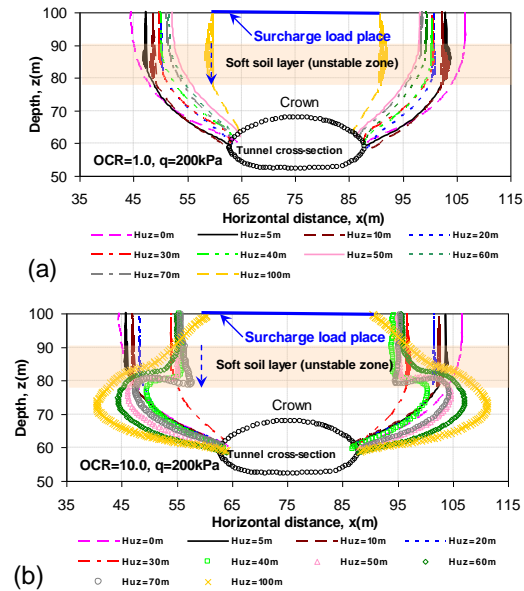 100
90
80
70
60
50
35 45 55 65 75 85 95 105 115
Depth, z(m)
Surcharge load place
Soft soil layer (unstable zone)
Crown
Tunnel cross-section
OCR=1.0, q=200kPa
Horizontal distance, x(m)
Huz=0m Huz=5m Huz=10m Huz=20m
Huz=30m Huz=40m Huz=50m Huz=60m
Huz=70m Huz=100m
(a)
100
90
80
70
60
50
35 45 55 65 75 85 95 105 115
Depth, z(m)
Surcharge load place
Soft soil layer (unstable zone)
Crown
Tunnel cross-section
OCR=10.0, q=200kPa
Horizontal distance, x(m)
Huz=0m Huz=5m Huz=10m Huz=20m
Huz=30m Huz=40m Huz=50m Huz=60m
Huz=70m Huz=100m
(b)